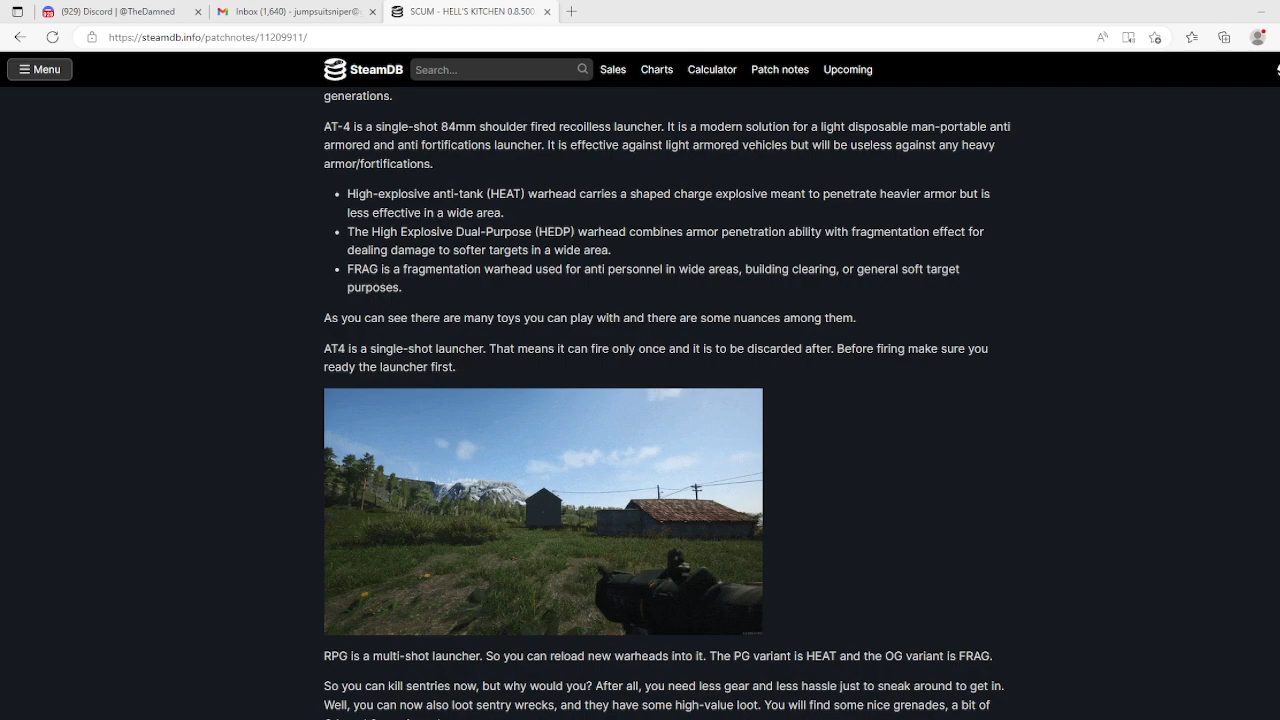 (929) Discord | @TheDamned
Inbox (1,640) - jumpsuitsniper@
SCUM - HELL'S KITCHEN 0.8.500
https://steamdb.info/patchnotes/11209911/
Menu
SteamDB
Search...
Sales
Charts
Calculator
Patch notes
Upcoming
generations.
AT-4 is a single-shot 84mm shoulder fired recoilless launcher. It is a modern solution for a light disposable man-portable anti
armored and anti fortifications launcher. It is effective against light armored vehicles but will be useless against any heavy
armor/fortifications.
• High-explosive anti-tank (HEAT) warhead carries a shaped charge explosive meant to penetrate heavier armor but is
less effective in a wide area.
• The High Explosive Dual-Purpose (HEDP) warhead combines armor penetration ability with fragmentation effect for
dealing damage to softer targets in a wide area.
• FRAG is a fragmentation warhead used for anti personnel in wide areas, building clearing, or general soft target
purposes.
As you can see there are many toys you can play with and there are some nuances among them.
AT4 is a single-shot launcher. That means it can fire only once and it is to be discarded after. Before firing make sure you
ready the launcher first.
RPG is a multi-shot launcher. So you can reload new warheads into it. The PG variant is HEAT and the OG variant is FRAG.
So you can kill sentries now, but why would you? After all, you need less gear and less hassle just to sneak around to get in.
Well, you can now also loot sentry wrecks, and they have some high-value loot. You will find some nice grenades, a bit of